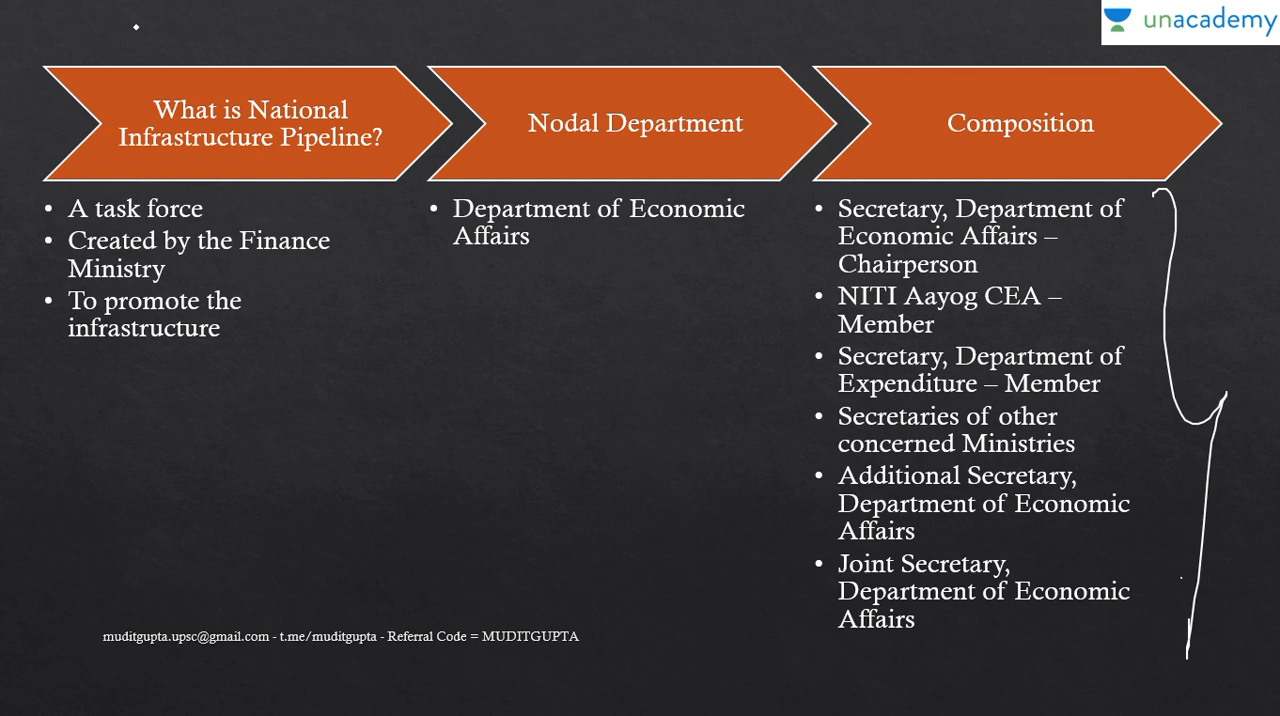 unacademy
What is National
Infrastructure Pipeline?
• A task force
• Created by the Finance
Ministry
• To promote the
infrastructure
Nodal Department
• Department of Economic
Affairs
Composition
• Secretary, Department of
Economic Affairs –
Chairperson
• NITI Aayog CEA –
Member
• Secretary, Department of
Expenditure – Member
• Secretaries of other
concerned Ministries
• Additional Secretary,
Department of Economic
Affairs
• Joint Secretary,
Department of Economic
Affairs
muditgupta.upsc@gmail.com - t.me/muditgupta - Referral Code = MUDITGUPTA